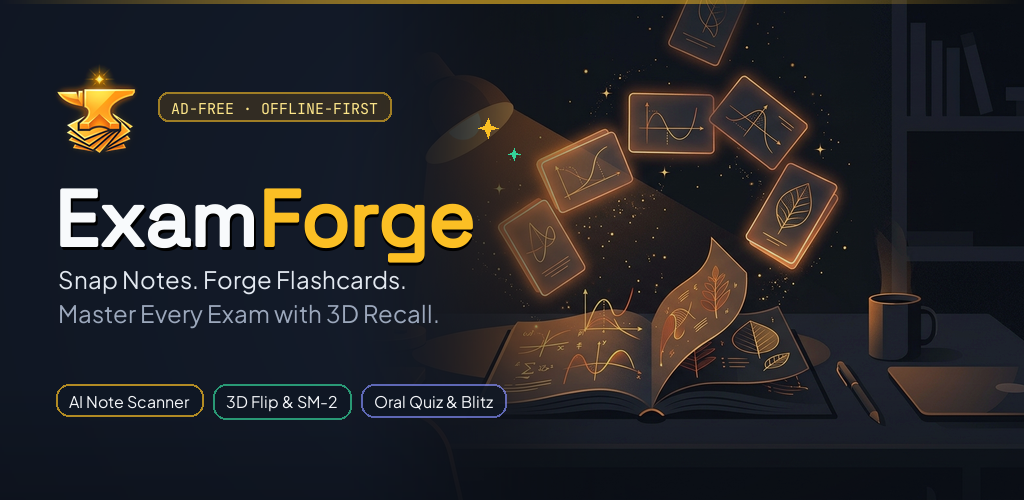 AD-FREE · OFFLINE-FIRST
ExamForge
Snap Notes. Forge Flashcards.
Master Every Exam with 3D Recall.
AI Note Scanner
3D Flip & SM-2
Oral Quiz & Blitz